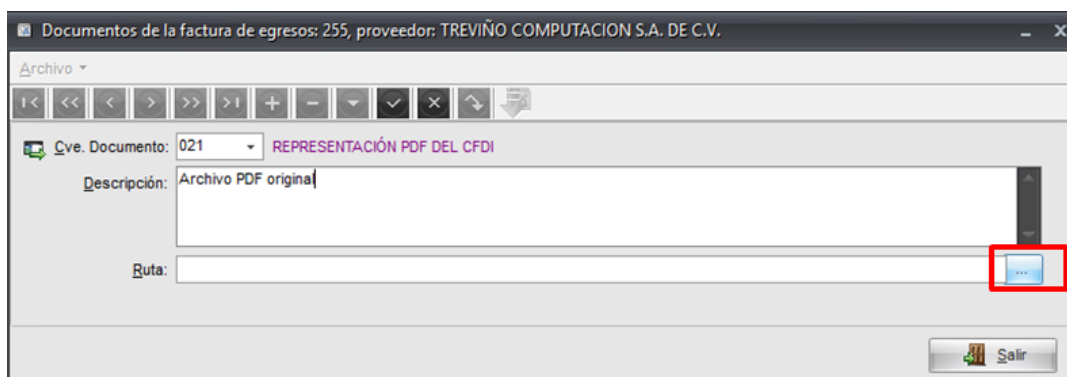 Documentos de la factura de egresos: 255, proveedor: TREVIÑO COMPUTACION S.A. DE C.V.
Archivo
Cve. Documento: 021 REPRESENTACIÓN PDF DEL CFDI
Descripción: Archivo PDF original
Ruta: ...
Salir